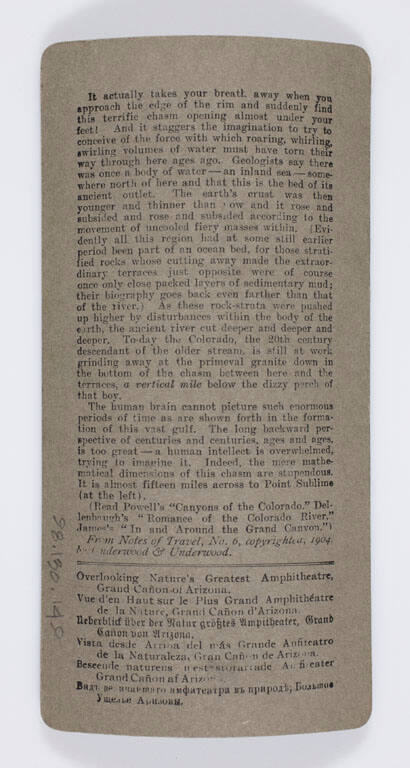 It actually takes your breath away when you
approach the edge of the rim and suddenly find
this terrific chasm opening almost under your
feet! And it staggers the imagination to try to
conceive of the force with which roaring, whirling,
swirling volumes of water must have torn their
way through here ages ago. Geologists say there
was once a body of water — an inland sea — some-
where north of here and that this is the bed of its
ancient outlet. The earth's crust was then
younger and thinner than now and it rose and
subsided and rose and subsided according to the
movement of uncooled fiery masses within. (Evi-
dently all this region had at some still earlier
period been part of an ocean bed, for those strati-
fied rocks whose cutting away made the extraor-
dinary terraces just opposite were of course
once only close packed layers of sedimentary mud;
their biography goes back even farther than that
of the river.) As these rock-strata were pushed
up higher by disturbances within the body of the
earth, the ancient river cut deeper and deeper and
deeper. To-day the Colorado, the 20th century
descendant of the older stream, is still at work
grinding away at the primeval granite down in
the bottom of the chasm between here and the
terraces, a vertical mile below the dizzy perch of
that boy.
The human brain cannot picture such enormous
periods of time as are shown forth in the forma-
tion of this vast gulf. The long backward per-
spective of centuries and centuries, ages and ages,
is too great — a human intellect is overwhelmed,
trying to imagine it. Indeed, the mere mathe-
matical dimensions of this chasm are stupendous.
It is almost fifteen miles across to Point Sublime
(at the left).
(Read Powell's "Canyons of the Colorado," Del-
lenbaugh's "Romance of the Colorado River,"
James's "In and Around the Grand Canyon.")
From Notes of Travel, No. 6, copyrighted, 1904,
by Underwood & Underwood.
Overlooking Nature's Greatest Amphitheatre,
Grand Cañon of Arizona.
Vue d'en Haut sur le Plus Grand Amphithéatre
de la Nature, Grand Cañon d'Arizona.
Ueberblick über der Natur größtes Ampitheater, Grand
Cañon von Arizona.
Vista desde Arriba del más Grande Anfiteatro
de la Naturaleza, Gran Cañon de Arizona.
Beseende naturens mest storartade Amfiteater
Grand Cañon af Arizona.
Видъ амфитеатра въ природѣ; Большое
Ущелье Аризоны.
98.190.42